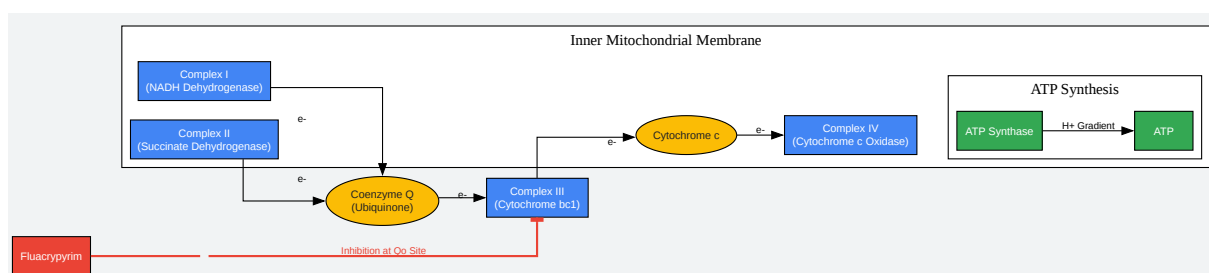 Inner Mitochondrial Membrane
Complex I
(NADH Dehydrogenase)
e-
Complex II
(Succinate Dehydrogenase)
e-
Coenzyme Q
(Ubiquinone)
e-
Complex III
(Cytochrome bc1)
e-
Cytochrome c
e-
Complex IV
(Cytochrome c Oxidase)
ATP Synthesis
ATP Synthase
H+ Gradient
ATP
Fluacrypyrim
Inhibition at Qo Site